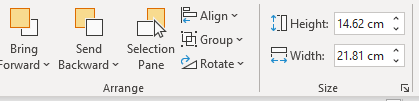 Bring Forward
Send Backward
Selection Pane
Align
Group
Rotate
Arrange
Height: 14.62 cm
Width: 21.81 cm
Size